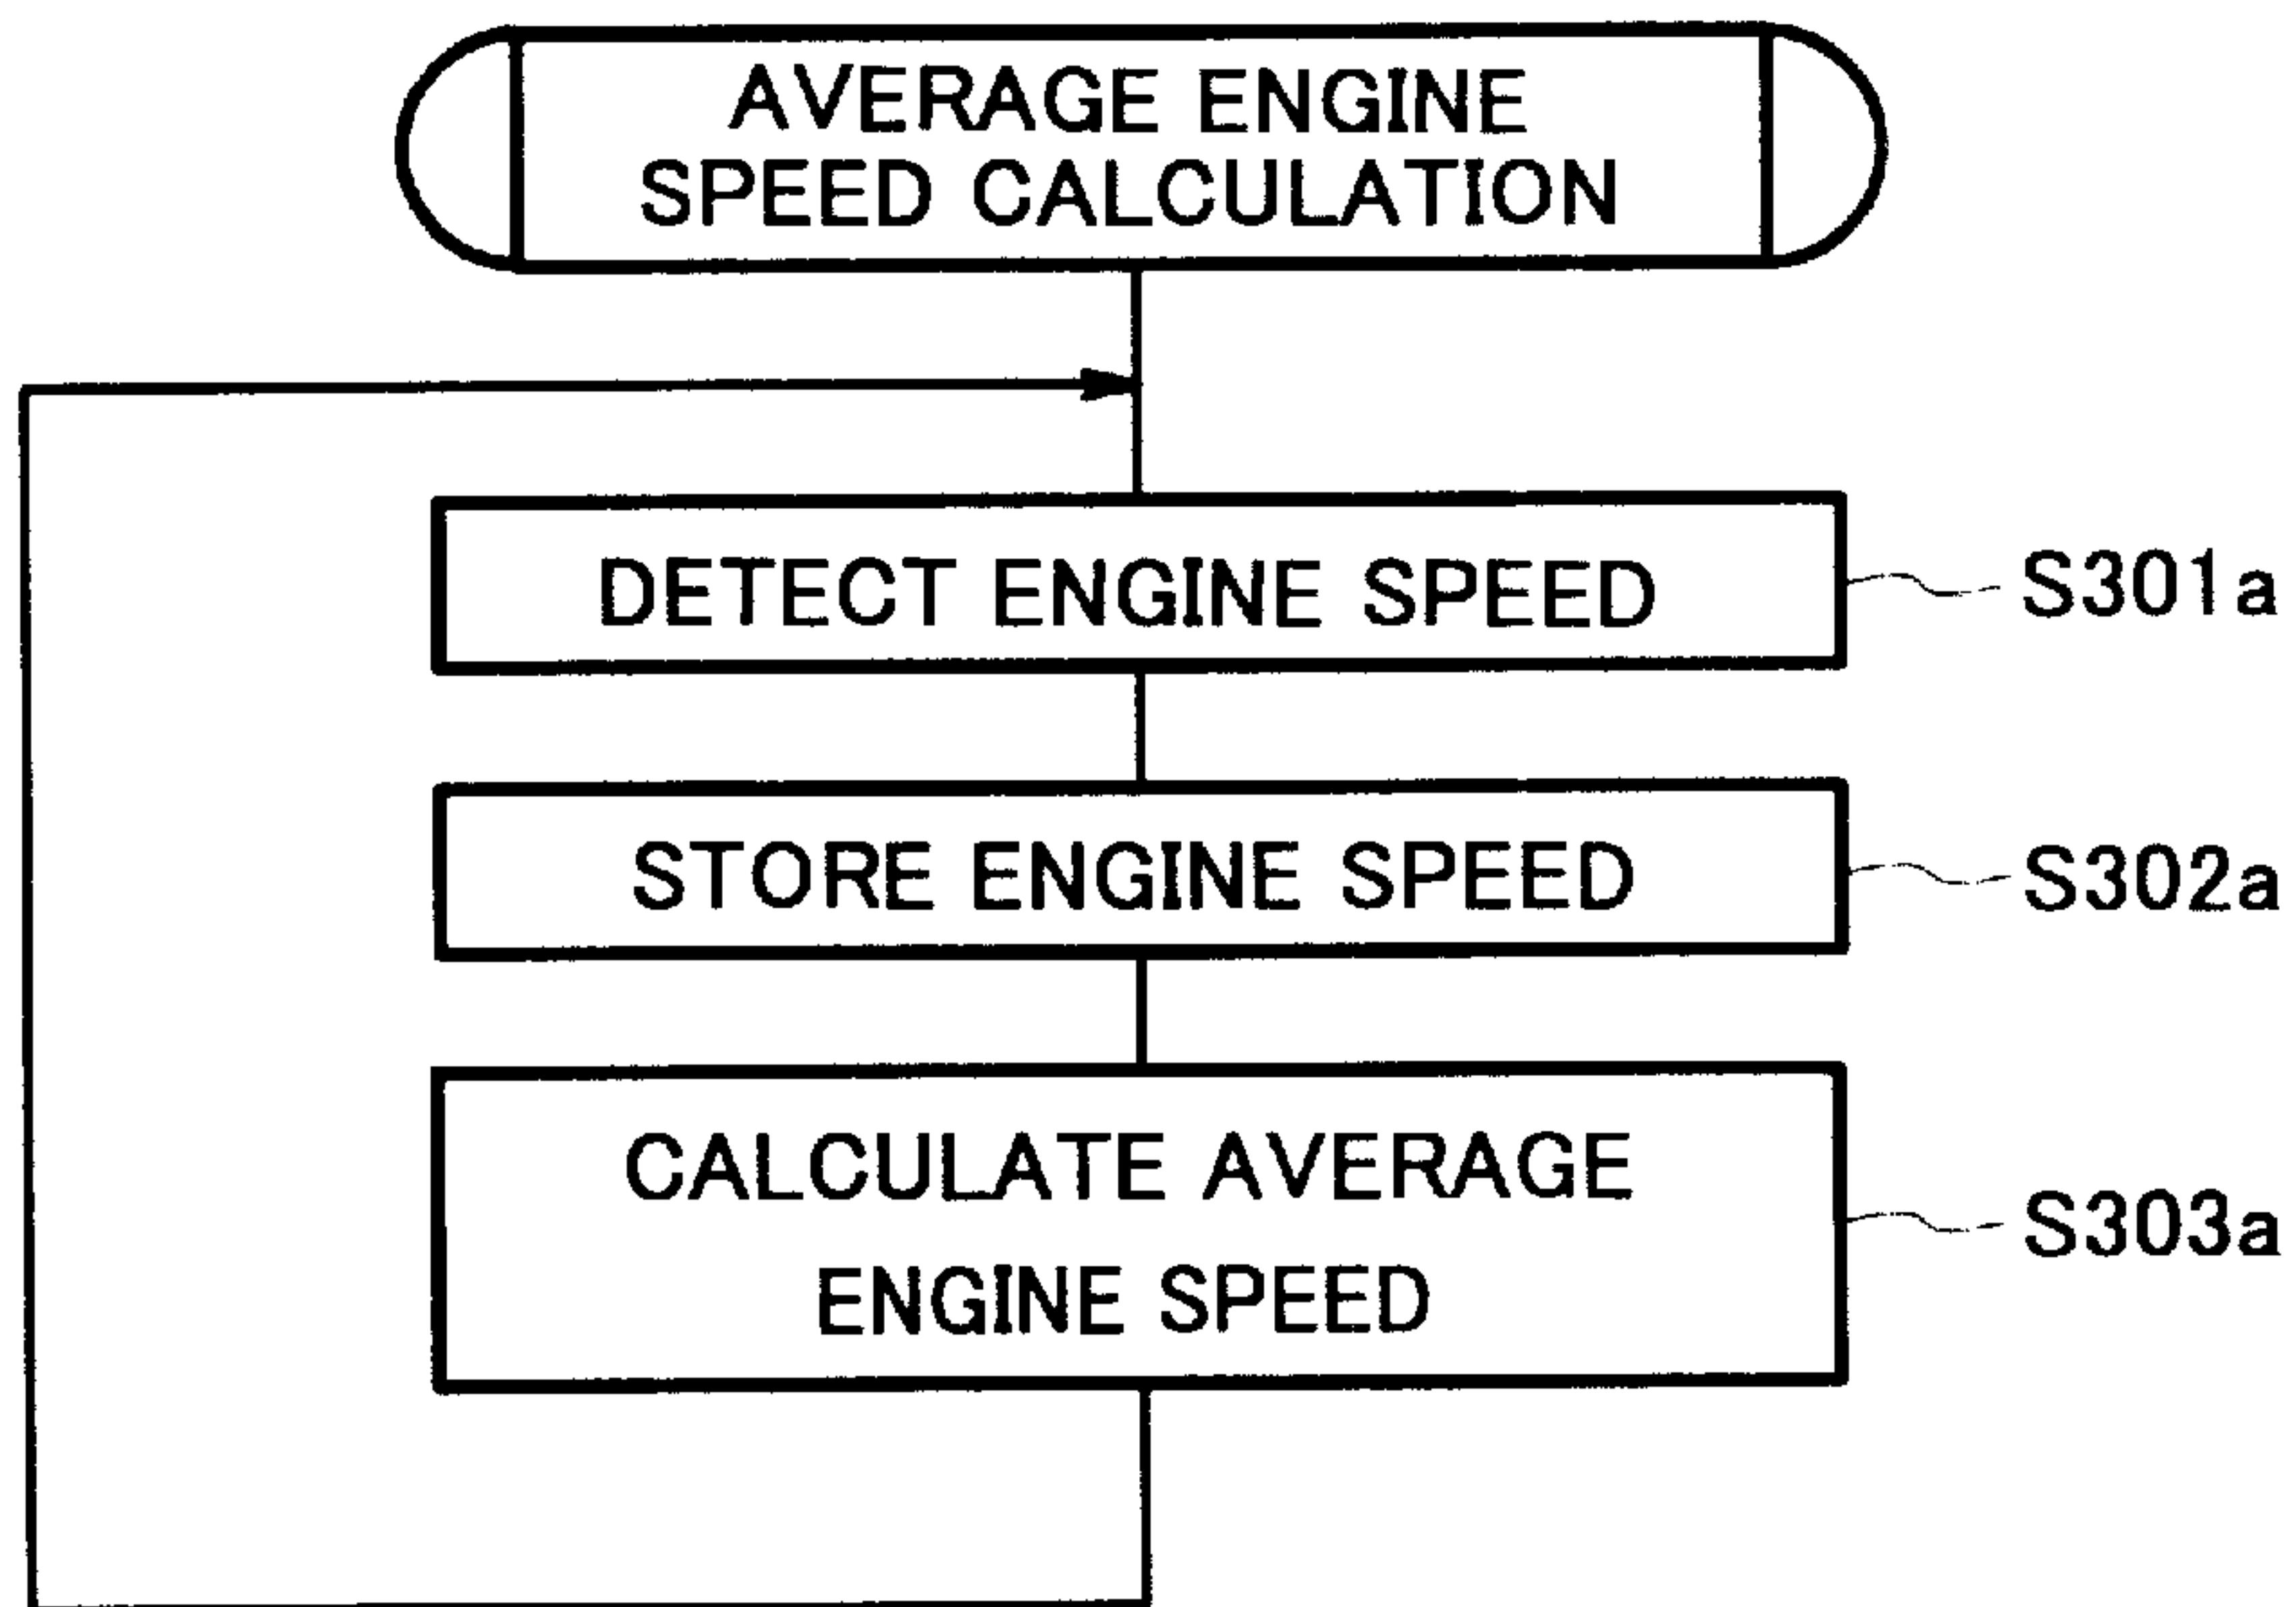 AVERAGE ENGINE
SPEED CALCULATION
DETECT ENGINE SPEED
S301a
STORE ENGINE SPEED
S302a
CALCULATE AVERAGE
ENGINE SPEED
S303a